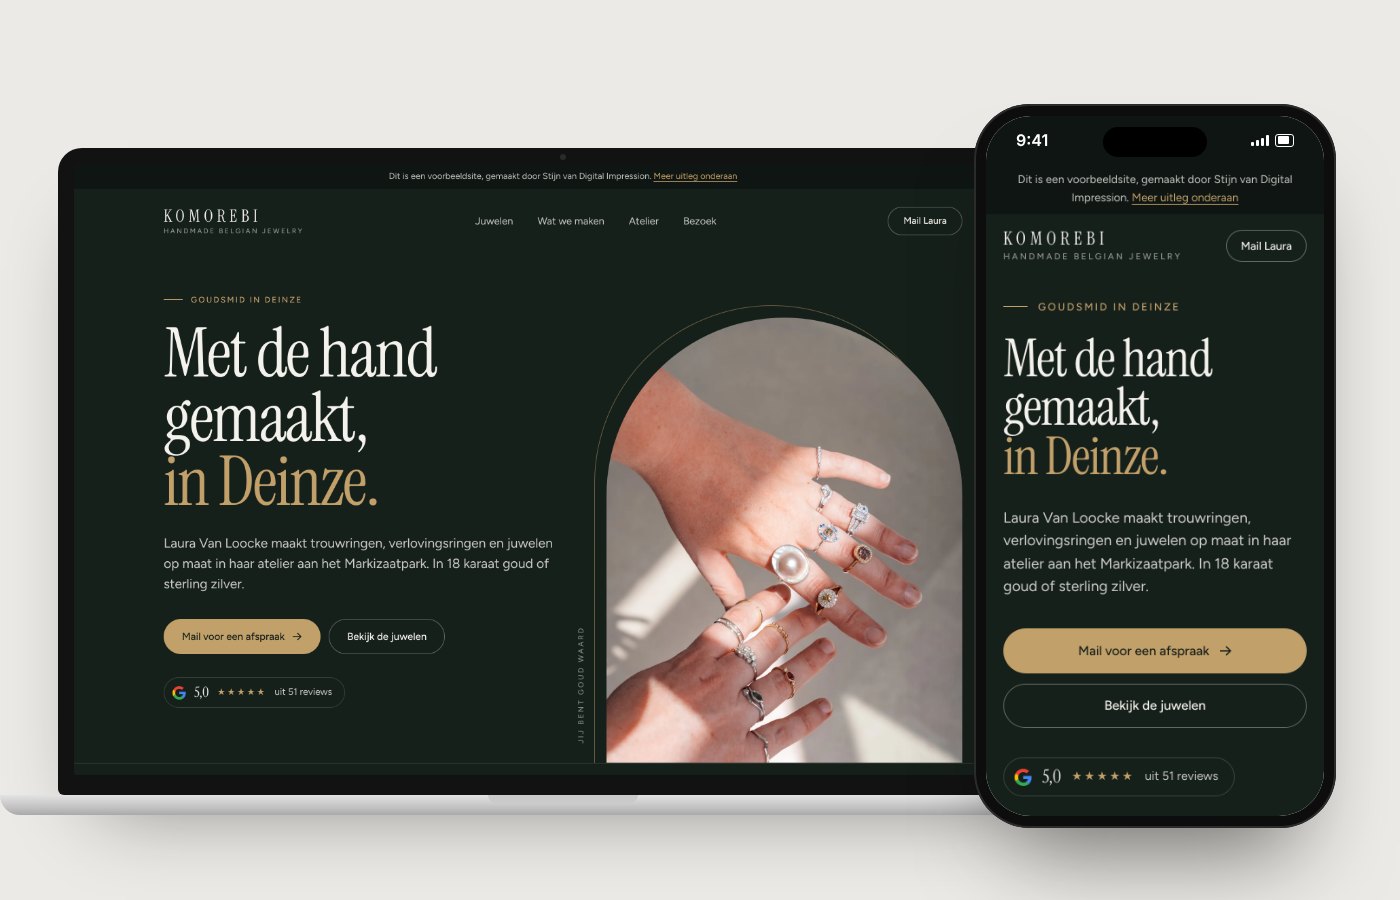 Dit is een voorbeeldsite, gemaakt door Stijn van Digital Impression. Meer uitleg onderaan
KOMOREBI
HANDMADE BELGIAN JEWELRY
Juwelen
Wat we maken
Atelier
Bezoek
Mail Laura
GOUDSMID IN DEINZE
Met de hand
gemaakt,
in Deinze.
Laura Van Loocke maakt trouwringen, verlovingsringen en juwelen
op maat in haar atelier aan het Markizaatpark. In 18 karaat goud of
sterling zilver.
Mail voor een afspraak →
Bekijk de juwelen
G 5,0 ★★★★★ uit 51 reviews
JIJ BENT GOUD WAARD
9:41
Dit is een voorbeeldsite, gemaakt door Stijn van Digital
Impression. Meer uitleg onderaan
KOMOREBI
HANDMADE BELGIAN JEWELRY
Mail Laura
GOUDSMID IN DEINZE
Met de hand
gemaakt,
in Deinze.
Laura Van Loocke maakt trouwringen,
verlovingsringen en juwelen op maat in haar
atelier aan het Markizaatpark. In 18 karaat
goud of sterling zilver.
Mail voor een afspraak →
Bekijk de juwelen
G 5,0 ★★★★★ uit 51 reviews